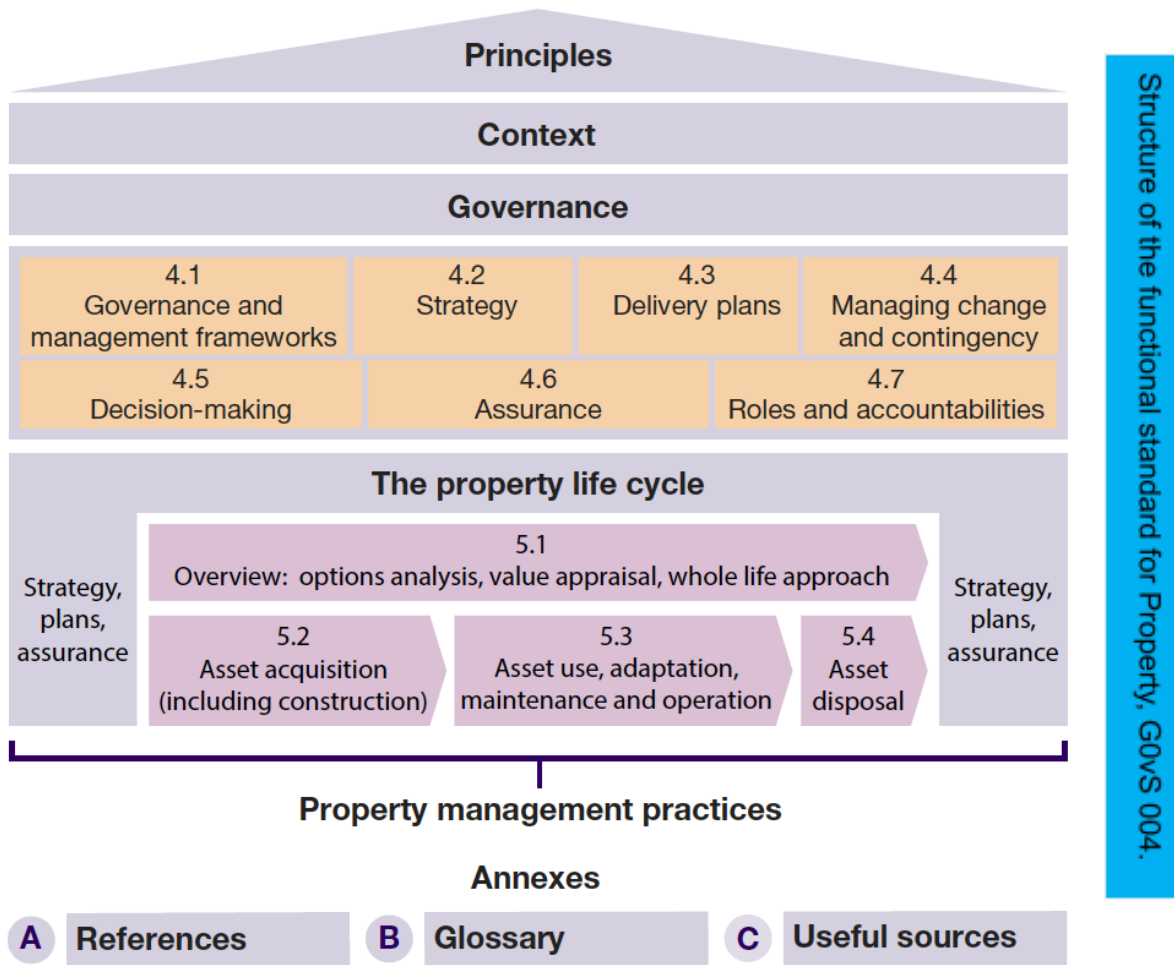 Principles
Context
Governance
4.1
Governance and
management frameworks
4.2
Strategy
4.3
Delivery plans
4.4
Managing change
and contingency
4.5
Decision-making
4.6
Assurance
4.7
Roles and accountabilities
The property life cycle
Strategy,
plans,
assurance
5.1
Overview: options analysis, value appraisal, whole life approach
5.2
Asset acquisition
(including construction)
5.3
Asset use, adaptation,
maintenance and operation
5.4
Asset
disposal
Strategy,
plans,
assurance
Property management practices
Annexes
A References
B Glossary
C Useful sources
Structure of the functional standard for Property, G0vS 004.